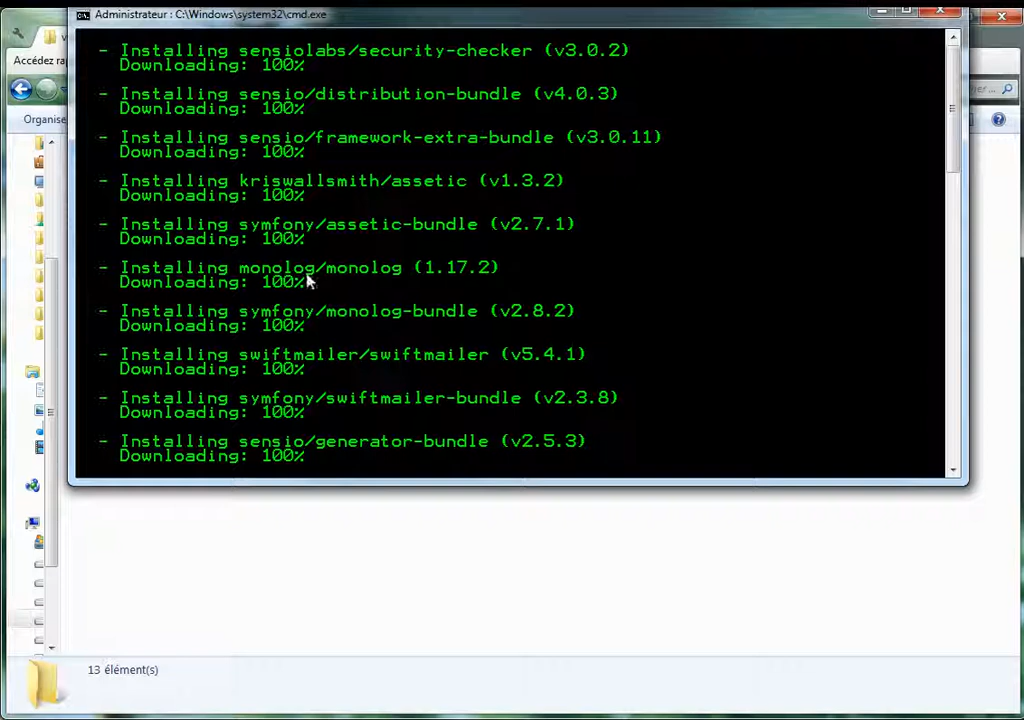 Administrateur : C:\Windows\system32\cmd.exe
Accédez rap
Organise
- Installing sensiolabs/security-checker (v3.0.2)
Downloading: 100%
- Installing sensio/distribution-bundle (v4.0.3)
Downloading: 100%
- Installing sensio/framework-extra-bundle (v3.0.11)
Downloading: 100%
- Installing kriswallsmith/assetic (v1.3.2)
Downloading: 100%
- Installing symfony/assetic-bundle (v2.7.1)
Downloading: 100%
- Installing monolog/monolog (1.17.2)
Downloading: 100%
- Installing symfony/monolog-bundle (v2.8.2)
Downloading: 100%
- Installing swiftmailer/swiftmailer (v5.4.1)
Downloading: 100%
- Installing symfony/swiftmailer-bundle (v2.3.8)
Downloading: 100%
- Installing sensio/generator-bundle (v2.5.3)
Downloading: 100%
13 élément(s)